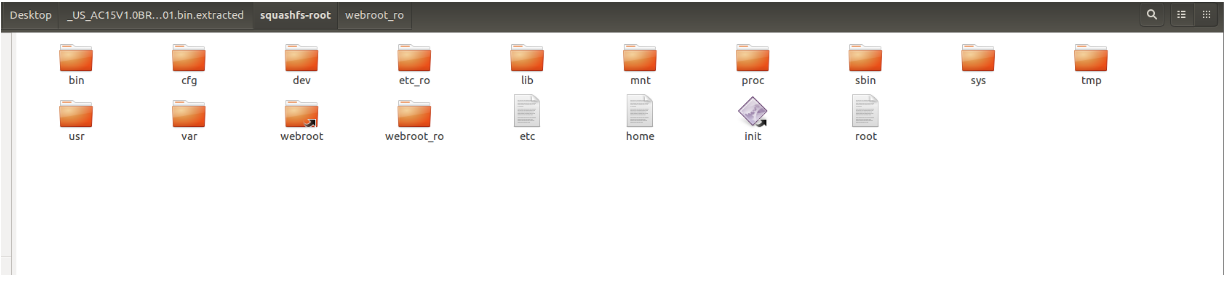 Desktop _US_AC15V1.0BR...01.bin.extracted squashfs-root webroot_ro
bin cfg dev etc_ro lib mnt proc sbin sys tmp
usr var webroot webroot_ro etc home init root